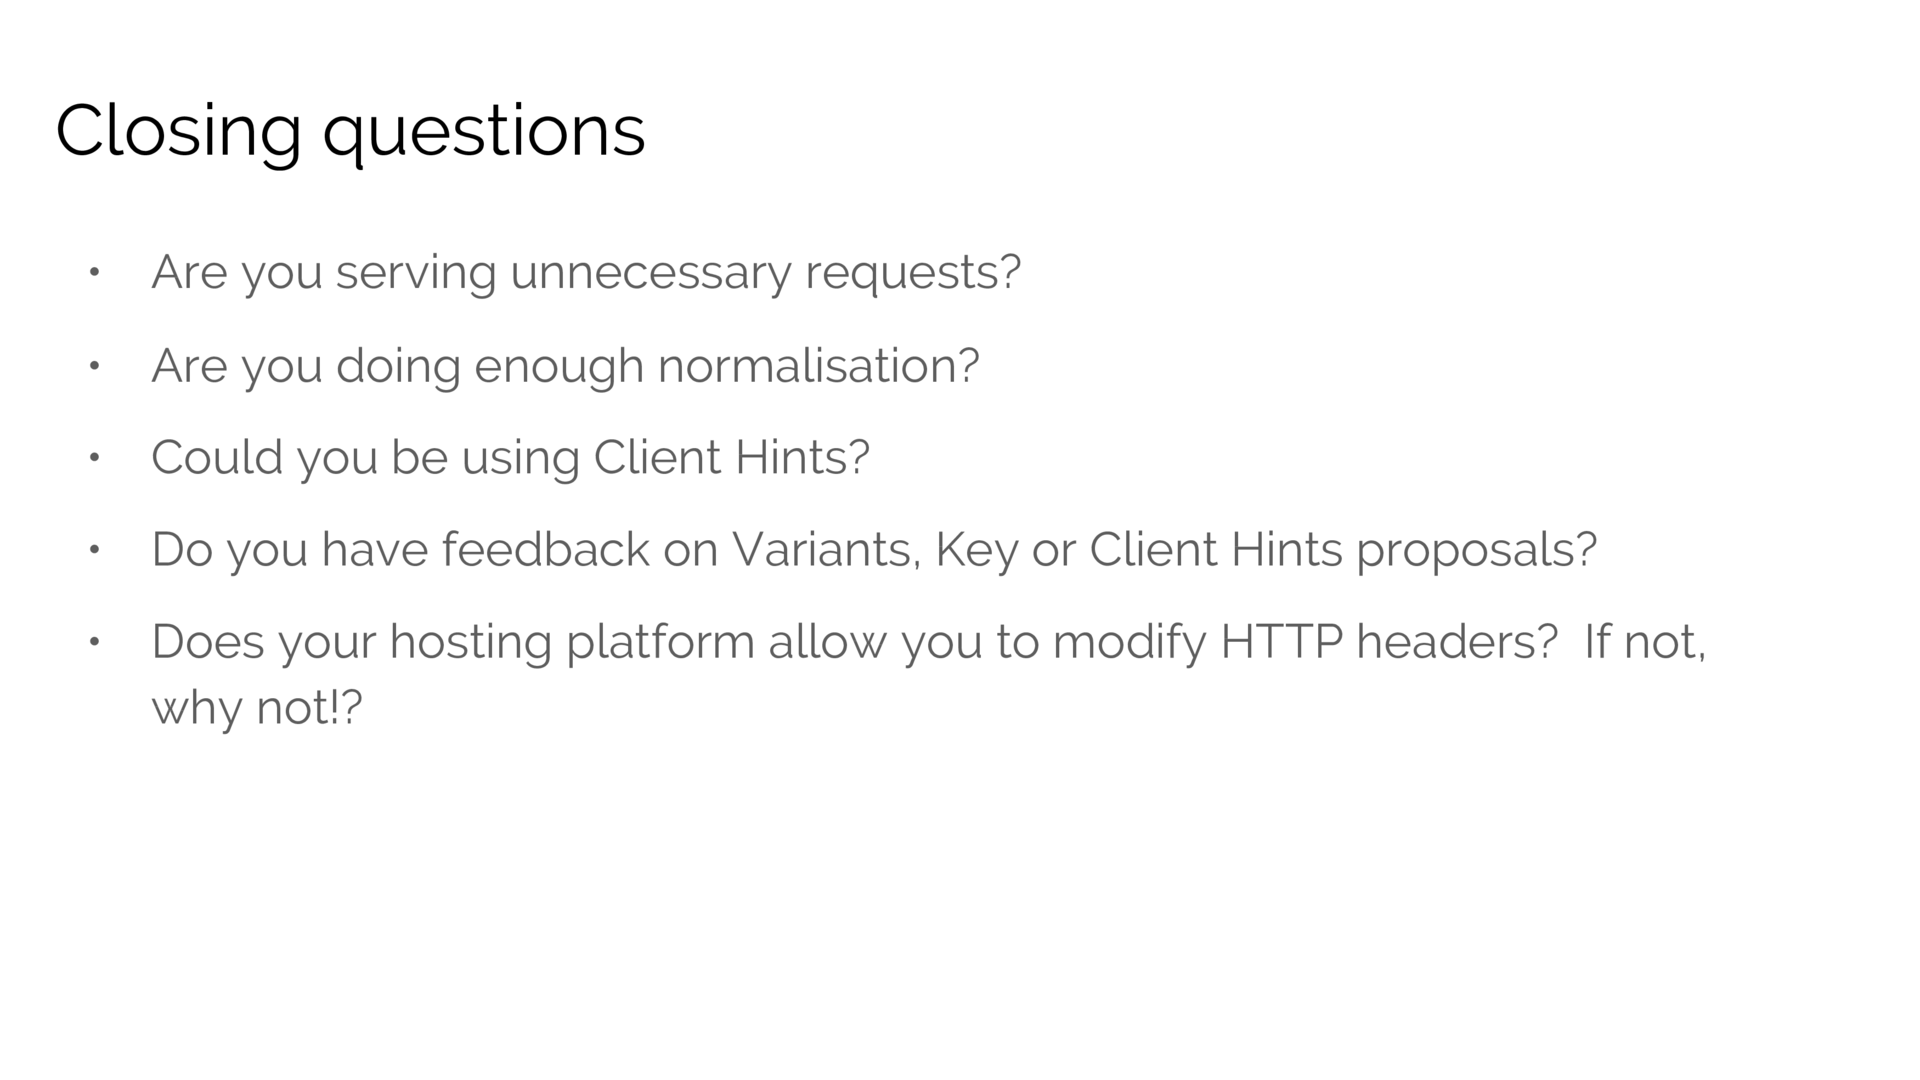 Closing questions
• Are you serving unnecessary requests?
• Are you doing enough normalisation?
• Could you be using Client Hints?
• Do you have feedback on Variants, Key or Client Hints proposals?
• Does your hosting platform allow you to modify HTTP headers?  If not,
why not!?